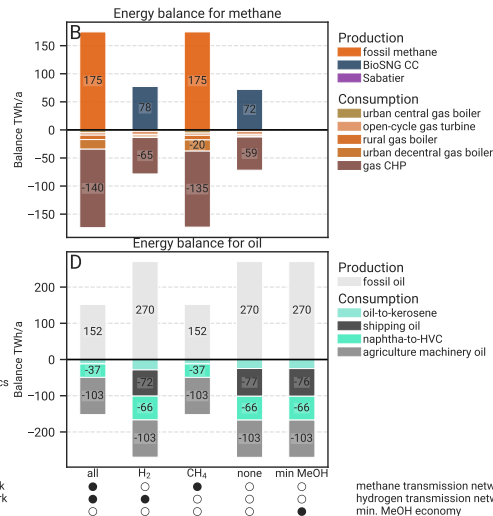 Energy balance for methane
B
Balance TWh/a
150
100
50
0
−50
−100
−150
175
78
175
72
-140
-65
-20
-135
-59
Production
fossil methane
BioSNG CC
Sabatier
Consumption
urban central gas boiler
open-cycle gas turbine
rural gas boiler
urban decentral gas boiler
gas CHP
Energy balance for oil
D
Balance TWh/a
200
100
0
−100
−200
152
270
152
270
270
-37
-72
-37
-77
-76
-66
-66
-66
-103
-103
-103
-103
-103
Production
fossil oil
Consumption
oil-to-kerosene
shipping oil
naphtha-to-HVC
agriculture machinery oil
cs
all H₂ CH₄ none min MeOH
k methane transmission netw
rk hydrogen transmission netw
min. MeOH economy